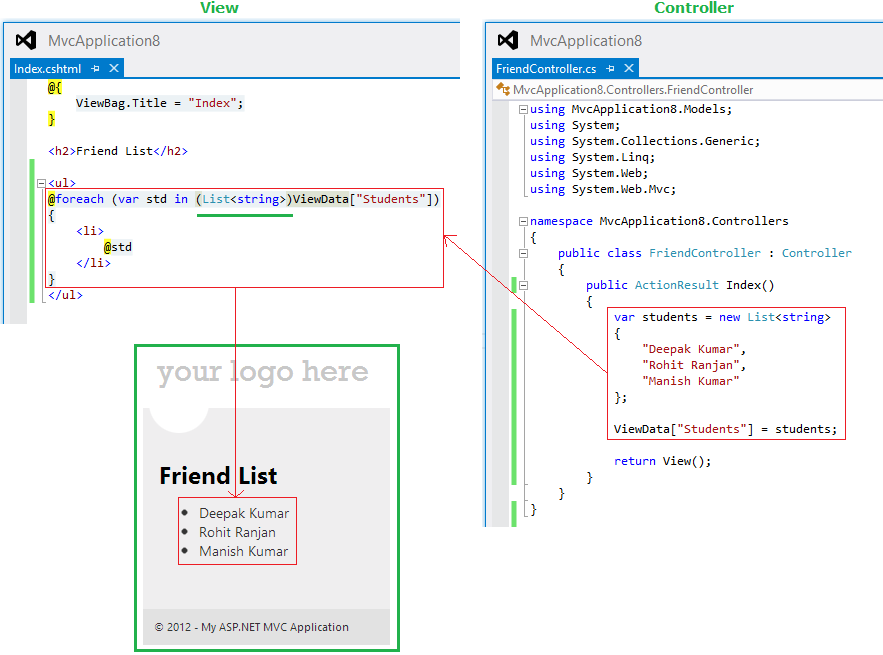 View
MvcApplication8
Index.cshtml
@{
ViewBag.Title = "Index";
}
<h2>Friend List</h2>
<ul>
@foreach (var std in (List<string>)ViewData["Students"])
{
<li>
@std
</li>
}
</ul>
your logo here
Friend List
Deepak Kumar
Rohit Ranjan
Manish Kumar
© 2012 - My ASP.NET MVC Application
Controller
MvcApplication8
FriendController.cs
MvcApplication8.Controllers.FriendController
using MvcApplication8.Models;
using System;
using System.Collections.Generic;
using System.Linq;
using System.Web;
using System.Web.Mvc;
namespace MvcApplication8.Controllers
{
public class FriendController : Controller
{
public ActionResult Index()
{
var students = new List<string>
{
"Deepak Kumar",
"Rohit Ranjan",
"Manish Kumar"
};
ViewData["Students"] = students;
return View();
}
}
}